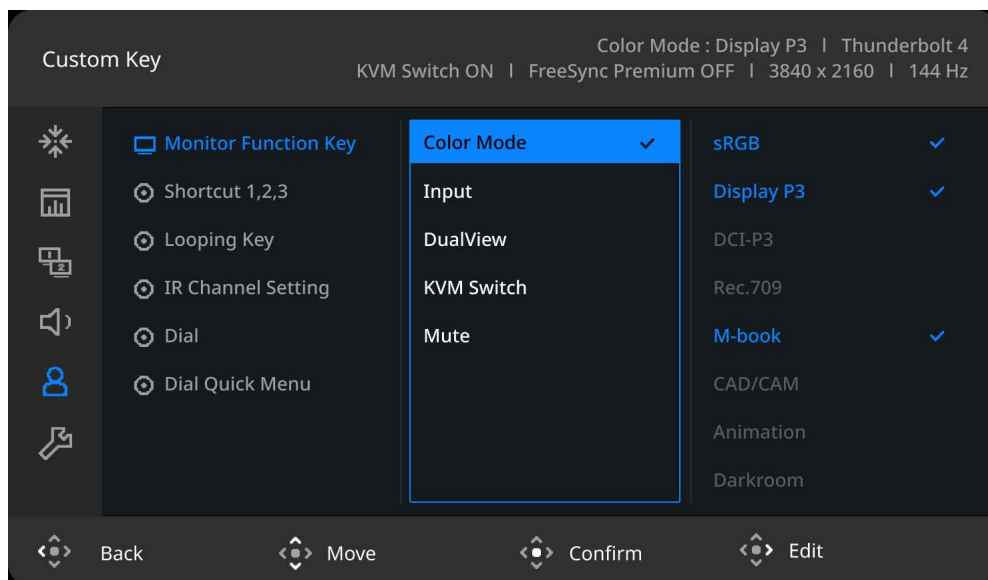 Custom Key
Color Mode : Display P3 I Thunderbolt 4
KVM Switch ON I FreeSync Premium OFF I 3840 x 2160 I 144 Hz
Monitor Function Key
Shortcut 1,2,3
Looping Key
IR Channel Setting
Dial
Dial Quick Menu
Color Mode
Input
DualView
KVM Switch
Mute
sRGB
Display P3
DCI-P3
Rec.709
M-book
CAD/CAM
Animation
Darkroom
1
2
Back
Move
Confirm
Edit